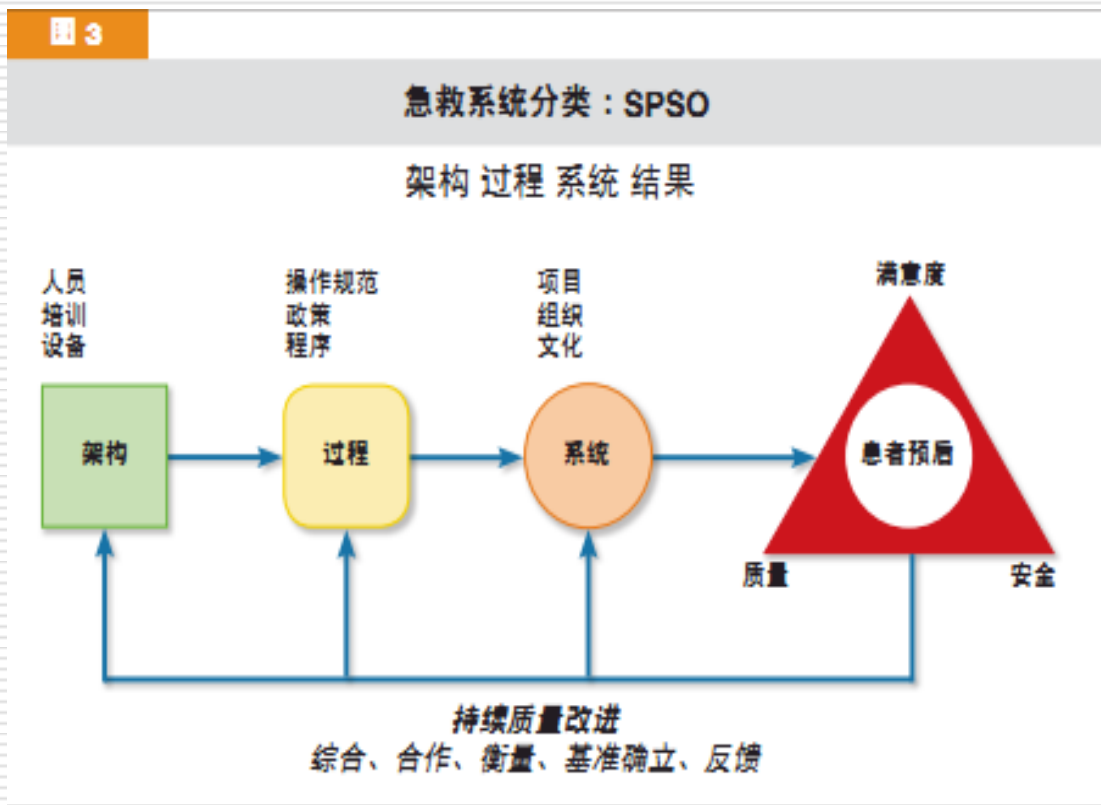 图 3
急救系统分类：SPSO
架构 过程 系统 结果
人员
培训
设备
操作规范
政策
程序
项目
组织
文化
满意度
架构
过程
系统
患者预后
质量
安全
持续质量改进
综合、合作、衡量、基准确立、反馈